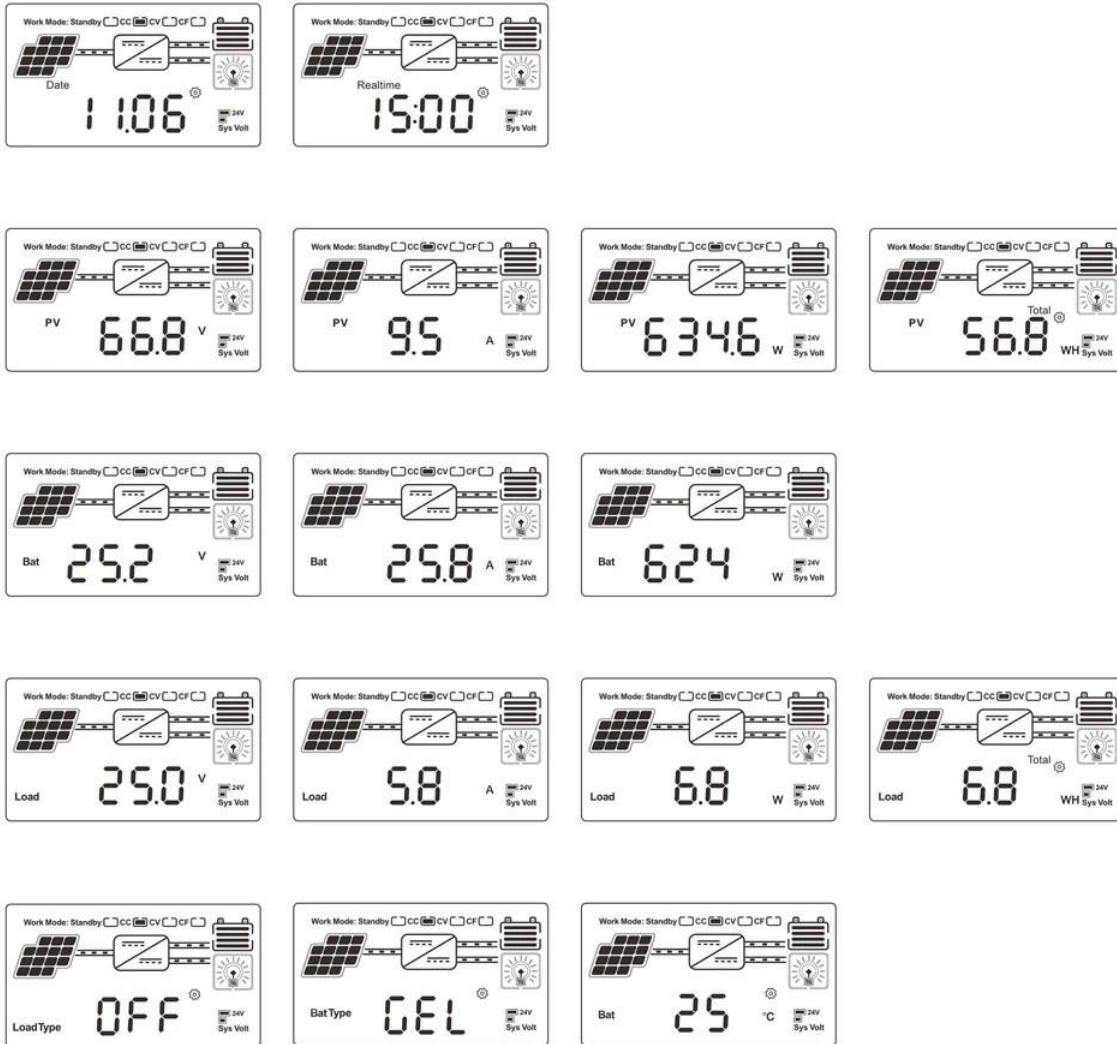 Work Mode: Standby CC CV CF
Date
11.06
24V
Sys Volt
Work Mode: Standby CC CV CF
Realtime
15:00
24V
Sys Volt
Work Mode: Standby CC CV CF
PV 66.8 V
24V
Sys Volt
Work Mode: Standby CC CV CF
PV 9.5 A
24V
Sys Volt
Work Mode: Standby CC CV CF
PV 634.6 W
24V
Sys Volt
Work Mode: Standby CC CV CF
Total
PV 56.8 WH
24V
Sys Volt
Work Mode: Standby CC CV CF
Bat 25.2 V
24V
Sys Volt
Work Mode: Standby CC CV CF
Bat 25.8 A
24V
Sys Volt
Work Mode: Standby CC CV CF
Bat 624 W
24V
Sys Volt
Work Mode: Standby CC CV CF
Load 25.0 V
24V
Sys Volt
Work Mode: Standby CC CV CF
Load 5.8 A
24V
Sys Volt
Work Mode: Standby CC CV CF
Load 6.8 W
24V
Sys Volt
Work Mode: Standby CC CV CF
Total
Load 6.8 WH
24V
Sys Volt
Work Mode: Standby CC CV CF
LoadType OFF
24V
Sys Volt
Work Mode: Standby CC CV CF
Bat Type GEL
24V
Sys Volt
Work Mode: Standby CC CV CF
Bat 25 °C
24V
Sys Volt